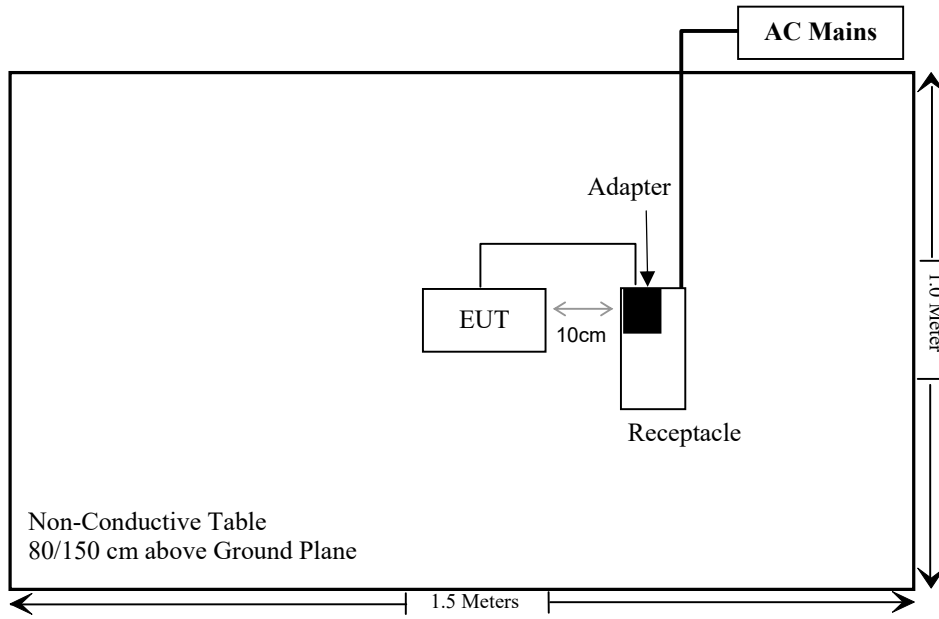 AC Mains
Adapter
EUT
10cm
1.0 Meter
Receptacle
Non-Conductive Table
80/150 cm above Ground Plane
1.5 Meters